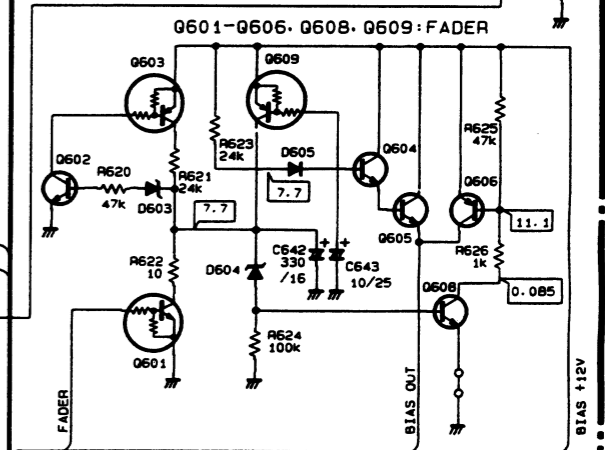 Q601-Q606. Q608. Q609:FADER
Q603
Q609
R623
24k
D605
Q604
R625
47k
Q602
R620
47k
D603
R621
24k
7.7
7.7
Q606
11.1
Q605
R626
1k
R622
10
D604
C642
330
/16
C643
10/25
Q608
0.085
R624
100k
Q601
FADER
BIAS OUT
BIAS +12V